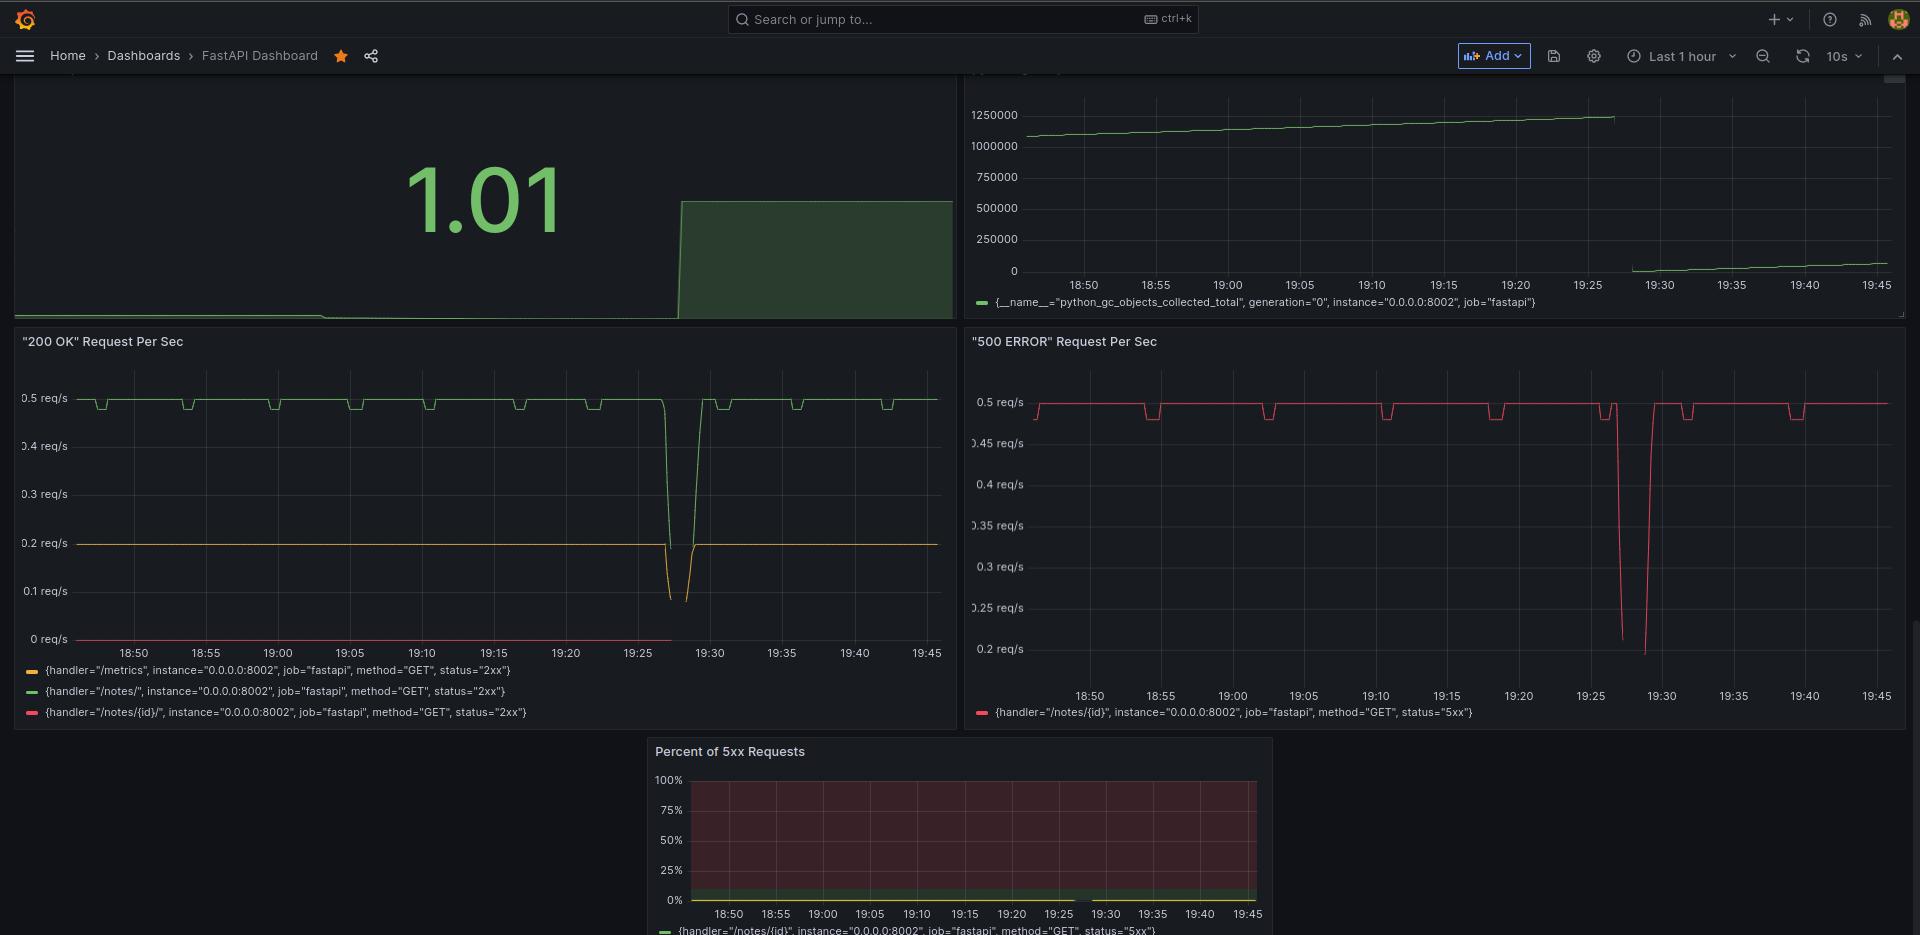 Search or jump to...
ctrl+k
Home › Dashboards › FastAPI Dashboard
Add
Last 1 hour
10s
1.01
1250000
1000000
750000
500000
250000
0
18:50 18:55 19:00 19:05 19:10 19:15 19:20 19:25 19:30 19:35 19:40 19:45
{__name__="python_gc_objects_collected_total", generation="0", instance="0.0.0.0:8002", job="fastapi"}
"200 OK" Request Per Sec
0.5 req/s
0.4 req/s
0.3 req/s
0.2 req/s
0.1 req/s
0 req/s
18:50 18:55 19:00 19:05 19:10 19:15 19:20 19:25 19:30 19:35 19:40 19:45
{handler="/metrics", instance="0.0.0.0:8002", job="fastapi", method="GET", status="2xx"}
{handler="/notes/", instance="0.0.0.0:8002", job="fastapi", method="GET", status="2xx"}
{handler="/notes/{id}/", instance="0.0.0.0:8002", job="fastapi", method="GET", status="2xx"}
"500 ERROR" Request Per Sec
0.5 req/s
0.45 req/s
0.4 req/s
0.35 req/s
0.3 req/s
0.25 req/s
0.2 req/s
18:50 18:55 19:00 19:05 19:10 19:15 19:20 19:25 19:30 19:35 19:40 19:45
{handler="/notes/{id}", instance="0.0.0.0:8002", job="fastapi", method="GET", status="5xx"}
Percent of 5xx Requests
100%
75%
50%
25%
0%
18:50 18:55 19:00 19:05 19:10 19:15 19:20 19:25 19:30 19:35 19:40 19:45
{handler="/notes/{id}", instance="0.0.0.0:8002", job="fastapi", method="GET", status="5xx"}